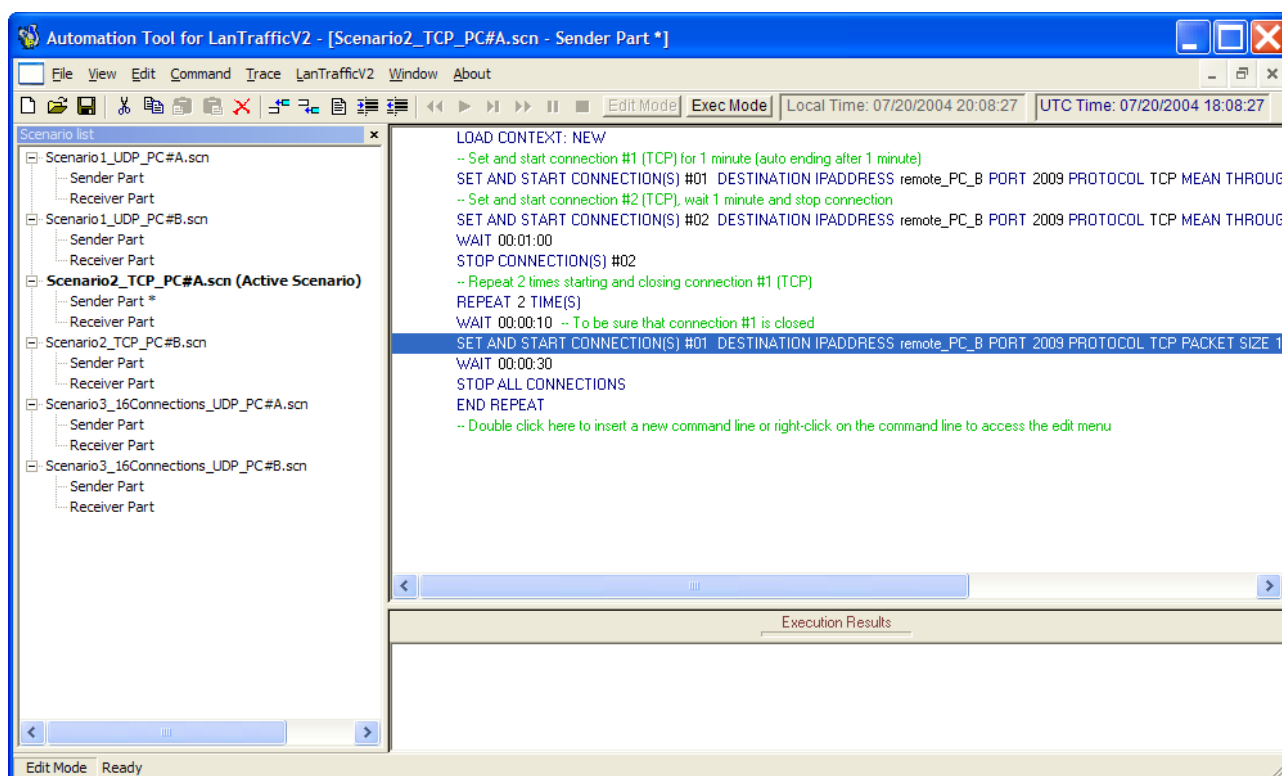 Automation Tool for LanTrafficV2 - [Scenario2_TCP_PC#A.scn - Sender Part *]
File View Edit Command Trace LanTrafficV2 Window About
Edit Mode Exec Mode Local Time: 07/20/2004 20:08:27 UTC Time: 07/20/2004 18:08:27
Scenario list
Scenario1_UDP_PC#A.scn
Sender Part
Receiver Part
Scenario1_UDP_PC#B.scn
Sender Part
Receiver Part
Scenario2_TCP_PC#A.scn (Active Scenario)
Sender Part *
Receiver Part
Scenario2_TCP_PC#B.scn
Sender Part
Receiver Part
Scenario3_16Connections_UDP_PC#A.scn
Sender Part
Receiver Part
Scenario3_16Connections_UDP_PC#B.scn
Sender Part
Receiver Part
LOAD CONTEXT: NEW
-- Set and start connection #1 (TCP) for 1 minute (auto ending after 1 minute)
SET AND START CONNECTION(S) #01 DESTINATION IPADDRESS remote_PC_B PORT 2009 PROTOCOL TCP MEAN THROUG
-- Set and start connection #2 (TCP), wait 1 minute and stop connection
SET AND START CONNECTION(S) #02 DESTINATION IPADDRESS remote_PC_B PORT 2009 PROTOCOL TCP MEAN THROUG
WAIT 00:01:00
STOP CONNECTION(S) #02
-- Repeat 2 times starting and closing connection #1 (TCP)
REPEAT 2 TIME(S)
WAIT 00:00:10 -- To be sure that connection #1 is closed
SET AND START CONNECTION(S) #01 DESTINATION IPADDRESS remote_PC_B PORT 2009 PROTOCOL TCP PACKET SIZE 1
WAIT 00:00:30
STOP ALL CONNECTIONS
END REPEAT
-- Double click here to insert a new command line or right-click on the command line to access the edit menu
Execution Results
Edit Mode Ready